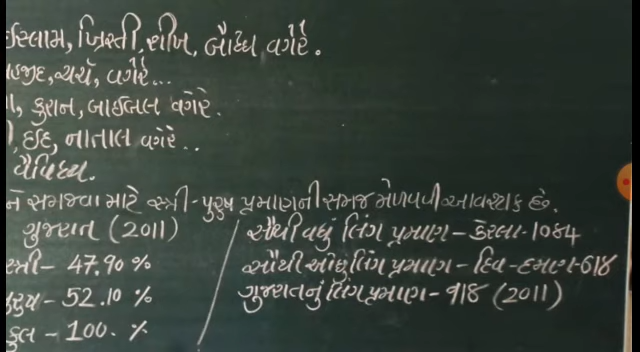 ઈસ્લામ, ખ્રિસ્તી, શીખ, બૌધ્ધ વગેરે.
ચર્ચ, વગેરે...
કુરાન, બાઈબલ વગેરે.
, ઈદ, નાતાલ વગેરે..
વૈવિધ્ય.
ને સમજવા માટે સ્ત્રી-પુરુષ પ્રમાણની સમજ મેળવવી આવશ્યક છે.
ગુજરાત (2011)
સ્ત્રી - 47.90 %
પુરુષ - 52.10 %
કુલ - 100. %
સૌથી વધુ લિંગ પ્રમાણ - કેરલા - 1084
સૌથી ઓછુ લિંગ પ્રમાણ - દિવ - દમણ - 618
ગુજરાતનું લિંગ પ્રમાણ - 918 (2011)